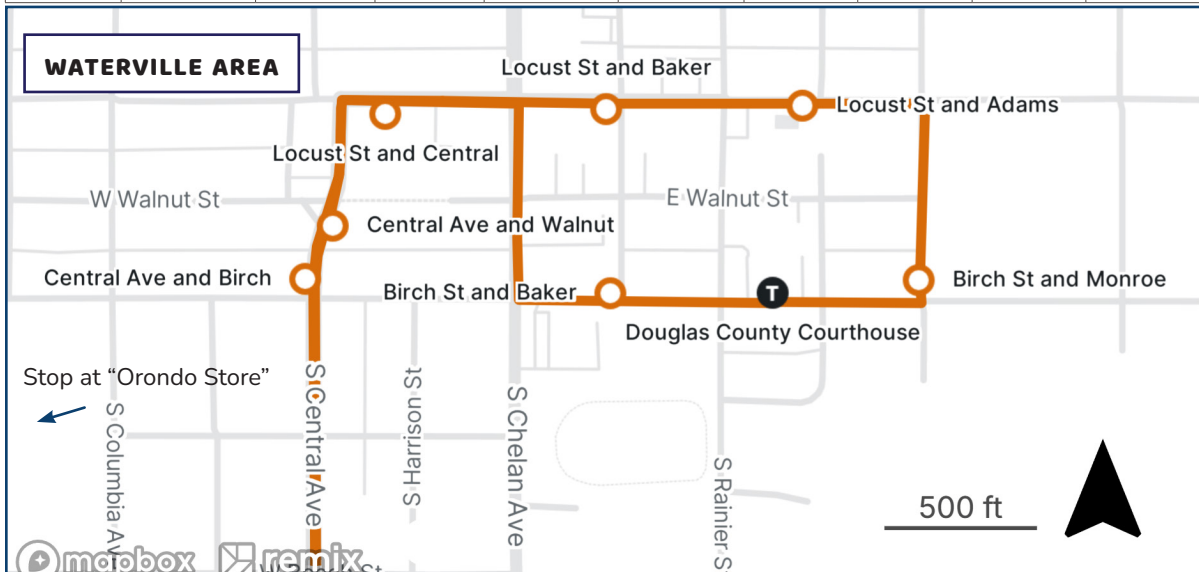 WATERVILLE AREA
Locust St and Baker
Locust St and Adams
Locust St and Central
W Walnut St
E Walnut St
Central Ave and Walnut
Central Ave and Birch
Birch St and Baker
Birch St and Monroe
T
Douglas County Courthouse
Stop at “Orondo Store”
S Columbia Av
S Central Ave
S Harrison St
S Chelan Ave
S Rainier S
500 ft
mapbox
remix